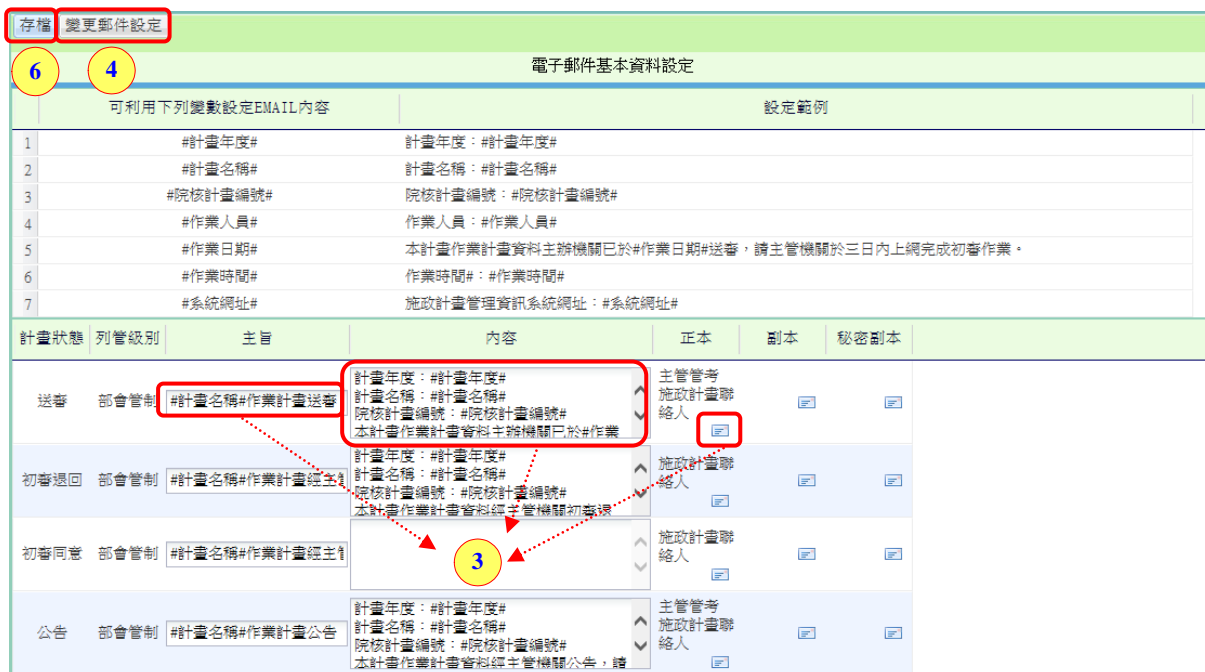 存檔 變更郵件設定
6 4 電子郵件基本資料設定
可利用下列變數設定EMAIL內容 設定範例
1 #計畫年度# 計畫年度：#計畫年度#
2 #計畫名稱# 計畫名稱：#計畫名稱#
3 #院核計畫編號# 院核計畫編號：#院核計畫編號#
4 #作業人員# 作業人員：#作業人員#
5 #作業日期# 本計畫作業計畫資料主辦機關已於#作業日期#送審，請主管機關於三日內上網完成初審作業。
6 #作業時間# 作業時間#：#作業時間#
7 #系統網址# 施政計畫管理資訊系統網址：#系統網址#
計畫狀態 列管級別 主旨 內容 正本 副本 秘密副本
送審 部會管制 #計畫名稱#作業計畫送審
計畫年度：#計畫年度#
計畫名稱：#計畫名稱#
院核計畫編號：#院核計畫編號#
本計畫作業計畫資料主辦機關已於#作業
主管管考
施政計畫聯
絡人
初審退回 部會管制 #計畫名稱#作業計畫經主管
計畫年度：#計畫年度#
計畫名稱：#計畫名稱#
院核計畫編號：#院核計畫編號#
本計畫作業計畫資料經主管機關初審退
施政計畫聯
絡人
初審同意 部會管制 #計畫名稱#作業計畫經主管
3
施政計畫聯
絡人
公告 部會管制 #計畫名稱#作業計畫公告
計畫年度：#計畫年度#
計畫名稱：#計畫名稱#
院核計畫編號：#院核計畫編號#
本計畫作業計畫資料經主管機關公告，請
主管管考
施政計畫聯
絡人